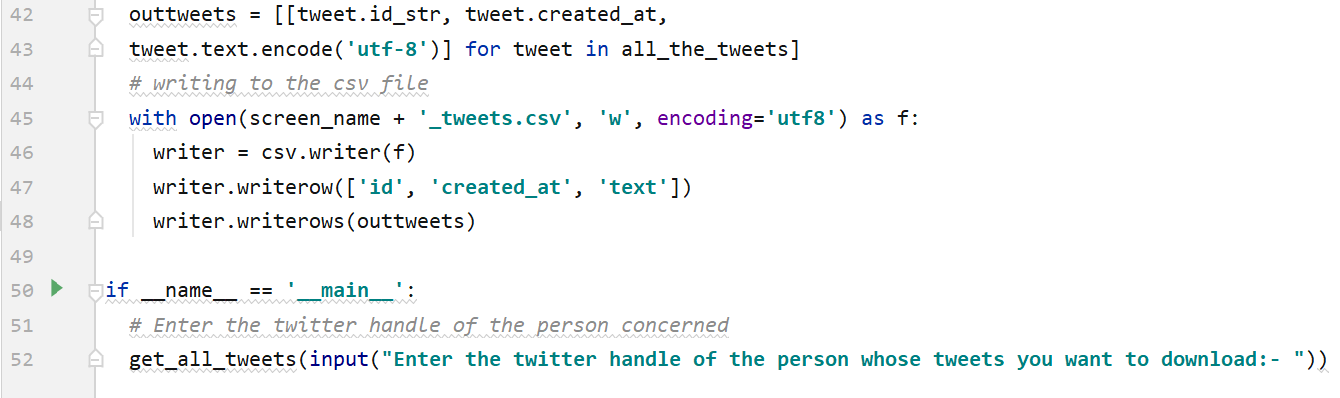 42 outtweets = [[tweet.id_str, tweet.created_at,
43 tweet.text.encode('utf-8')] for tweet in all_the_tweets]
44 # writing to the csv file
45 with open(screen_name + '_tweets.csv', 'w', encoding='utf8') as f:
46 writer = csv.writer(f)
47 writer.writerow(['id', 'created_at', 'text'])
48 writer.writerows(outtweets)
49
50 if __name__ == '__main__':
51 # Enter the twitter handle of the person concerned
52 get_all_tweets(input("Enter the twitter handle of the person whose tweets you want to download:- "))